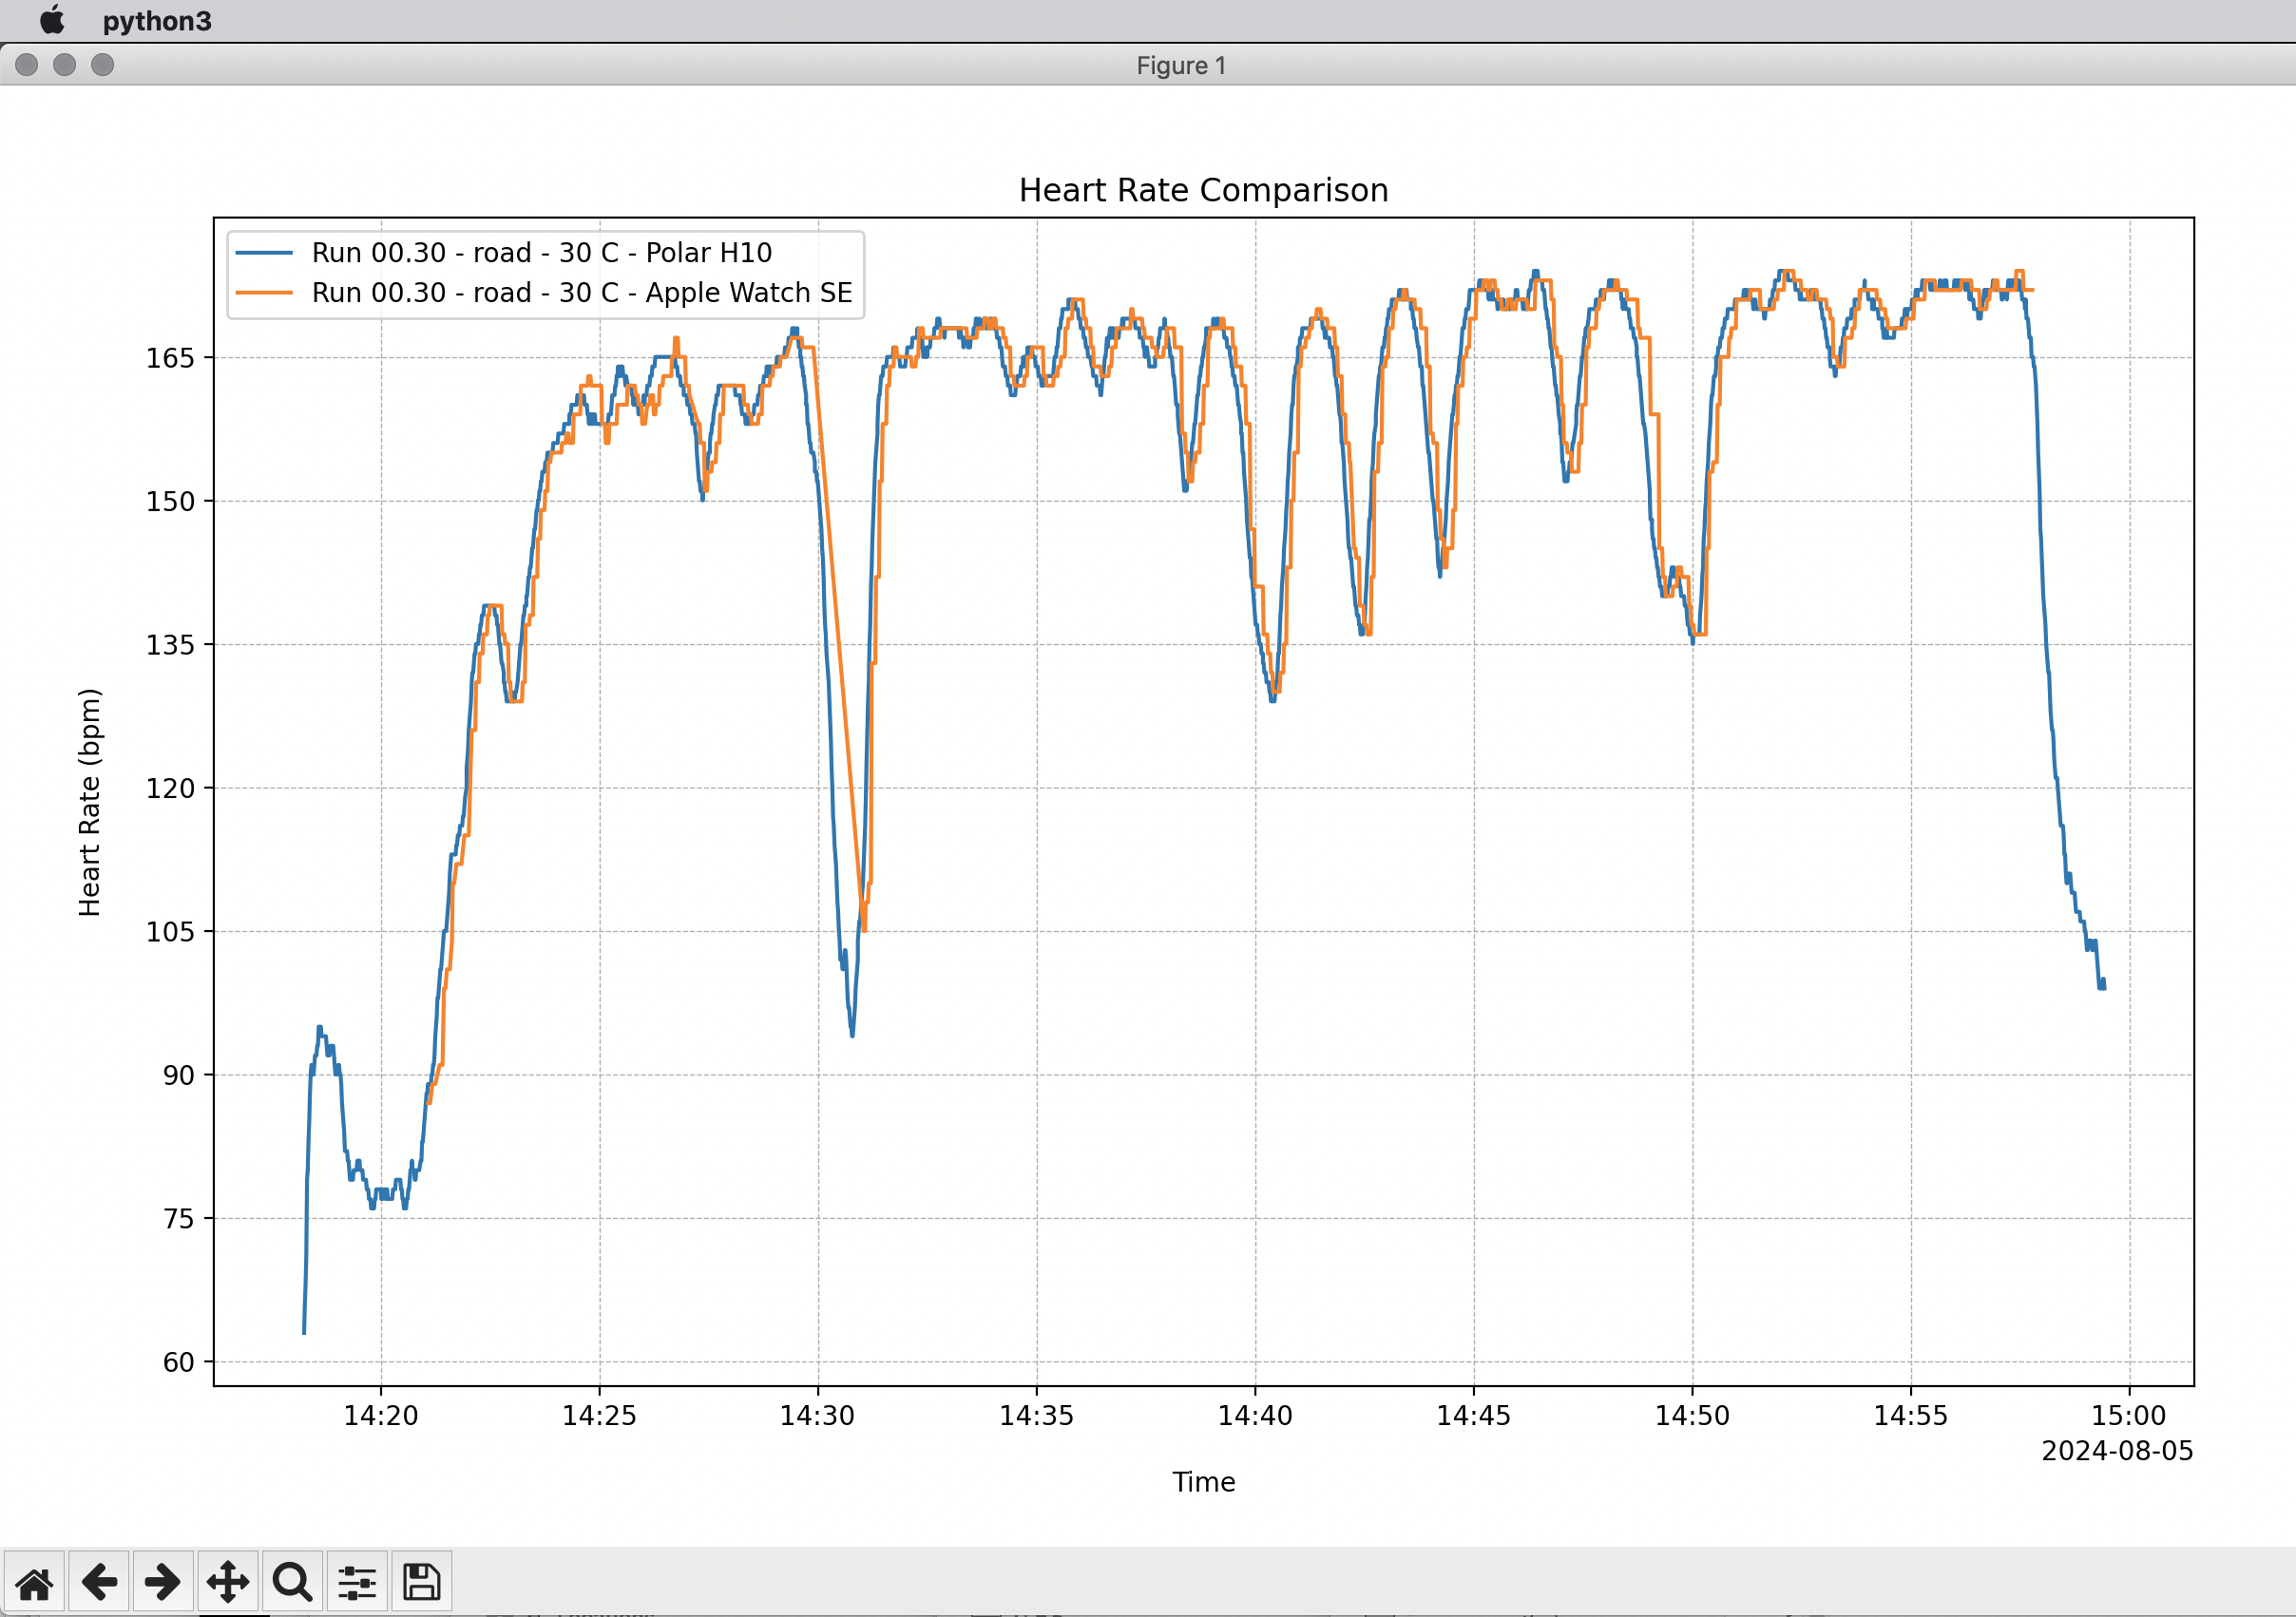 python3
Figure 1
Heart Rate Comparison
Run 00.30 - road - 30 C - Polar H10
Run 00.30 - road - 30 C - Apple Watch SE
Heart Rate (bpm)
165
150
135
120
105
90
75
60
14:20 14:25 14:30 14:35 14:40 14:45 14:50 14:55 15:00
2024-08-05
Time